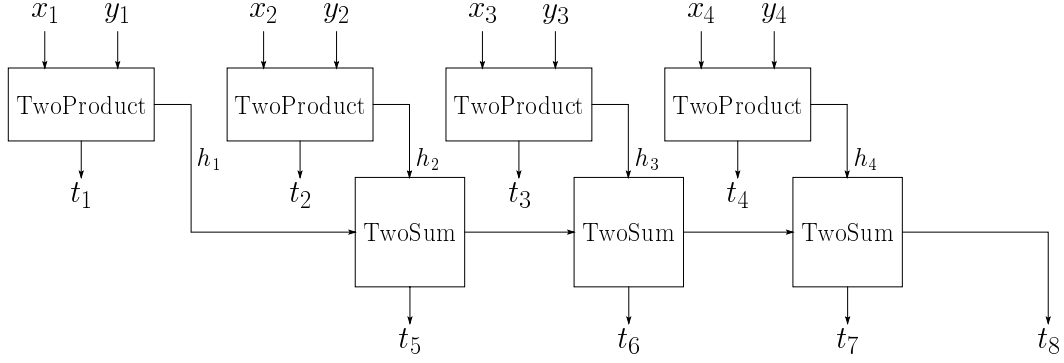 x₁ y₁ x₂ y₂ x₃ y₃ x₄ y₄
TwoProduct TwoProduct TwoProduct TwoProduct
h₁ h₂ h₃ h₄
t₁ t₂ t₃ t₄
TwoSum TwoSum TwoSum
t₅ t₆ t₇ t₈